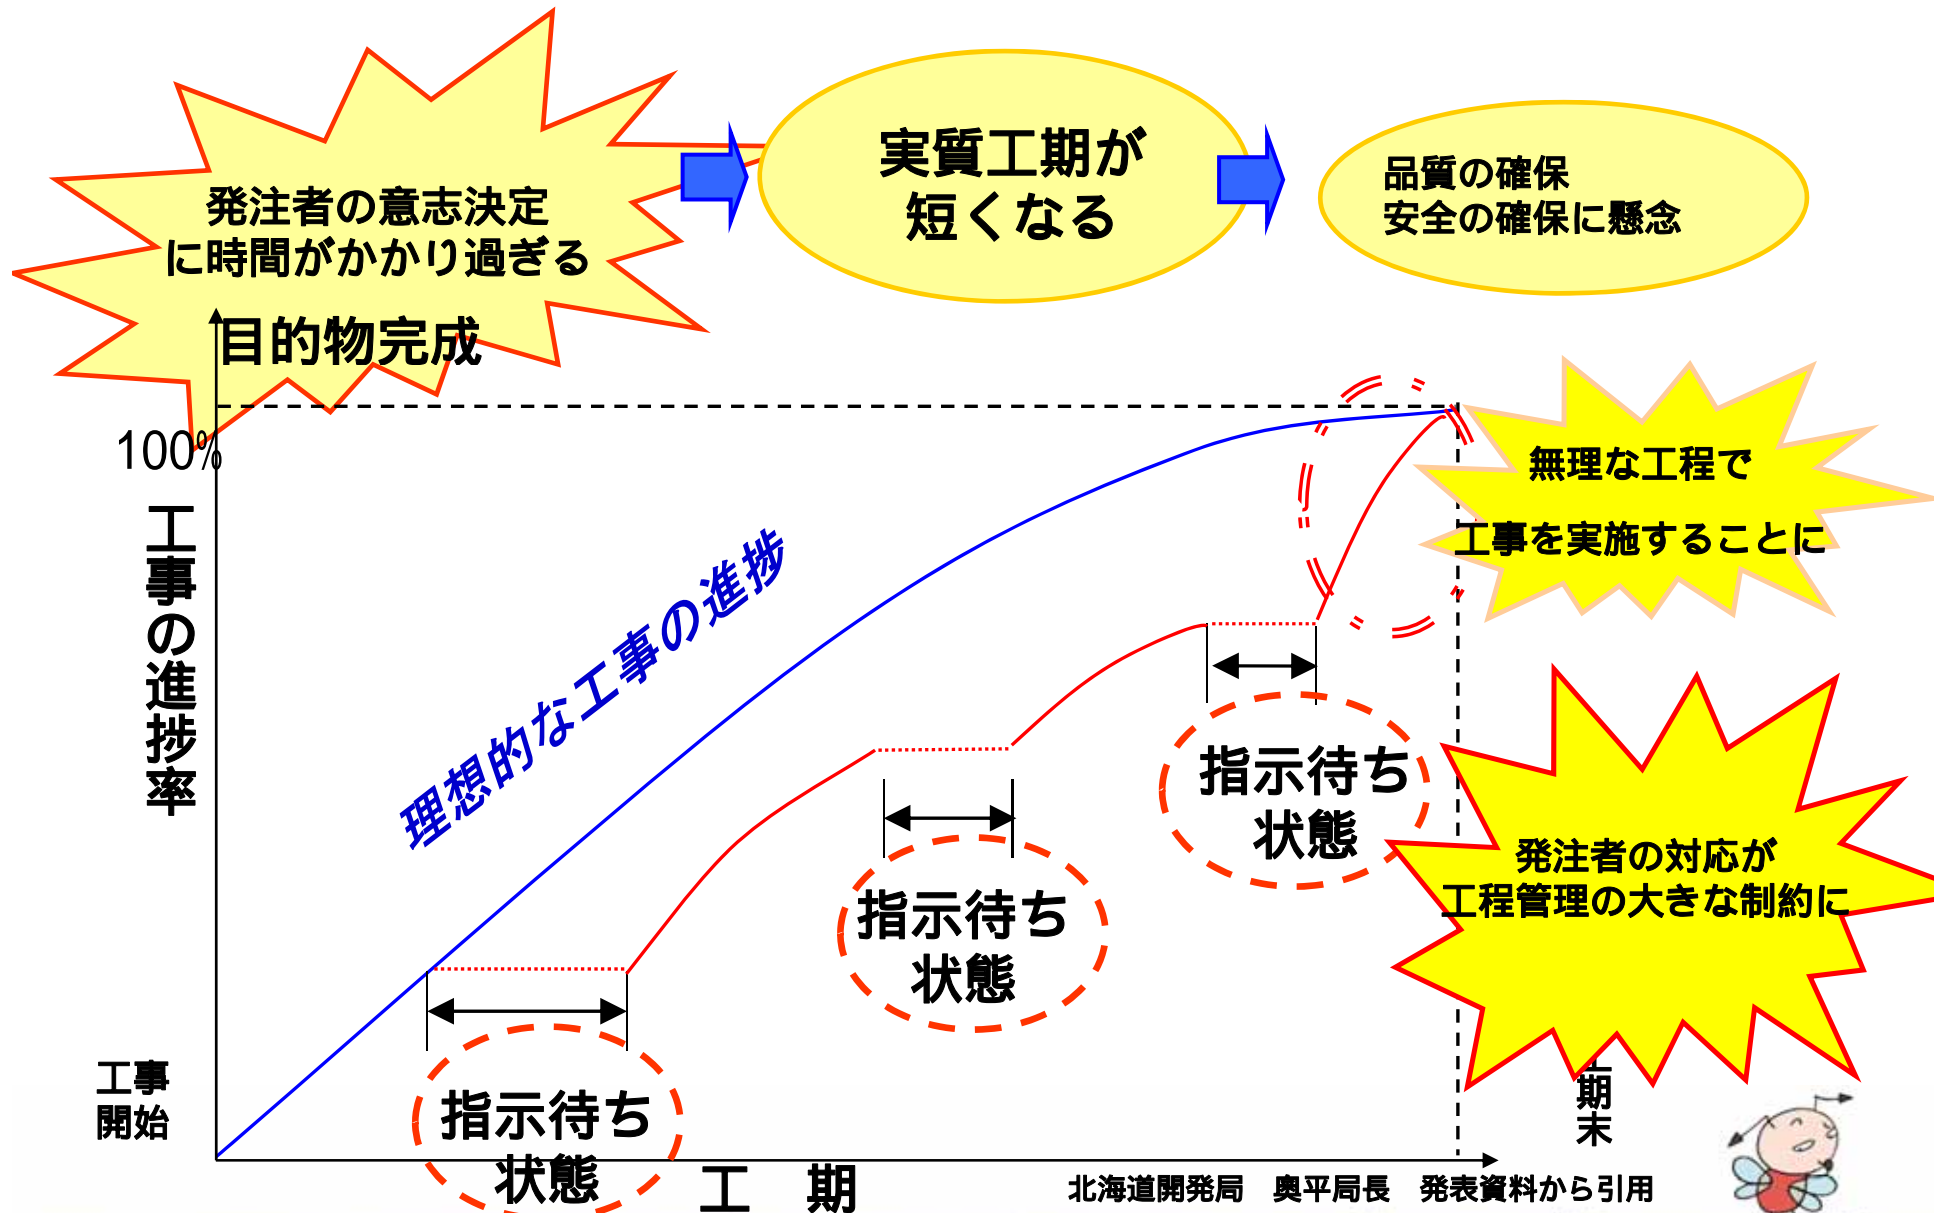 発注者の意志決定
に時間がかかり過ぎる
実質工期が
短くなる
品質の確保
安全の確保に懸念
目的物完成
100%
工事の進捗率
理想的な工事の進捗
無理な工程で
工事を実施することに
指示待ち
状態
指示待ち
状態
指示待ち
状態
発注者の対応が
工程管理の大きな制約に
工事
開始
工期
工期末
北海道開発局 奥平局長 発表資料から引用